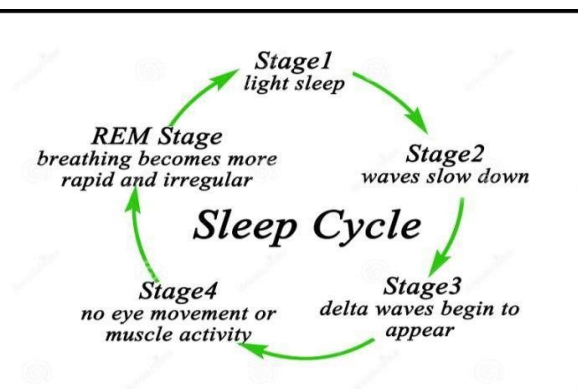 Stage1
light sleep
Stage2
waves slow down
Stage3
delta waves begin to
appear
Stage4
no eye movement or
muscle activity
REM Stage
breathing becomes more
rapid and irregular
Sleep Cycle